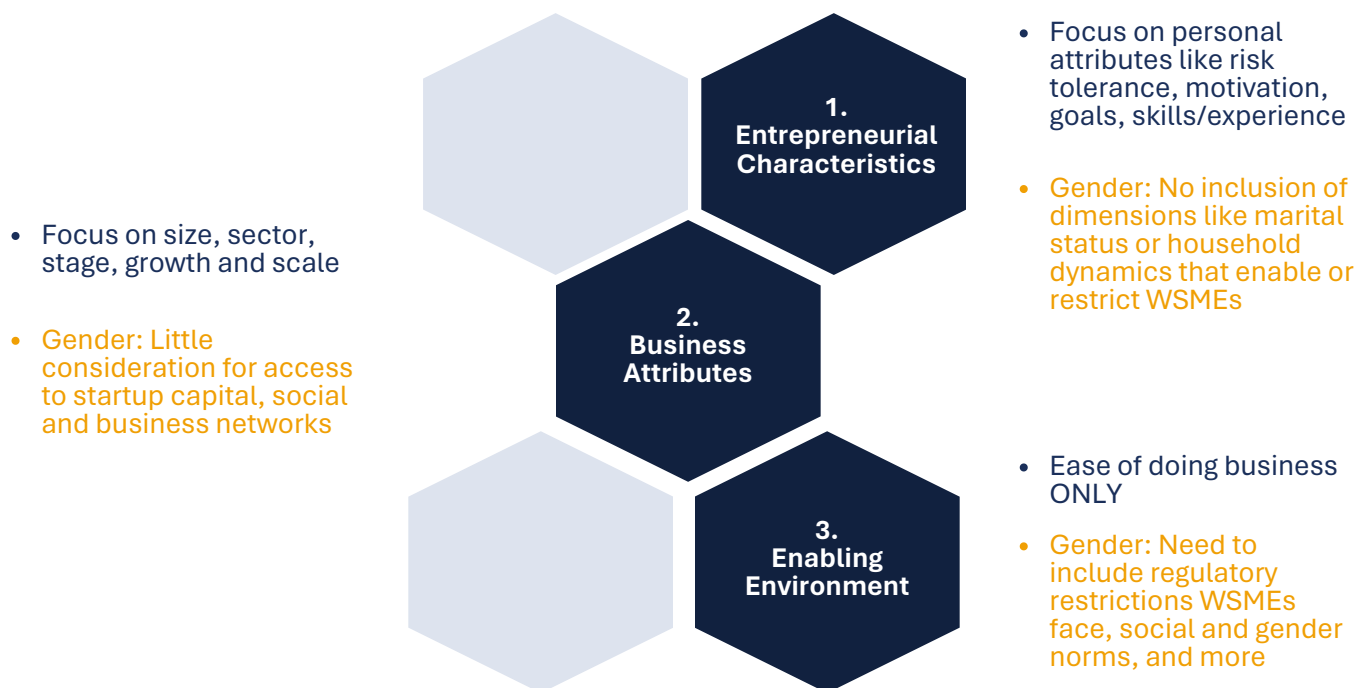 1.
Entrepreneurial
Characteristics
• Focus on personal
attributes like risk
tolerance, motivation,
goals, skills/experience
• Gender: No inclusion of
dimensions like marital
status or household
dynamics that enable or
restrict WSMEs
• Focus on size, sector,
stage, growth and scale
• Gender: Little
consideration for access
to startup capital, social
and business networks
2.
Business
Attributes
3.
Enabling
Environment
• Ease of doing business
ONLY
• Gender: Need to
include regulatory
restrictions WSMEs
face, social and gender
norms, and more